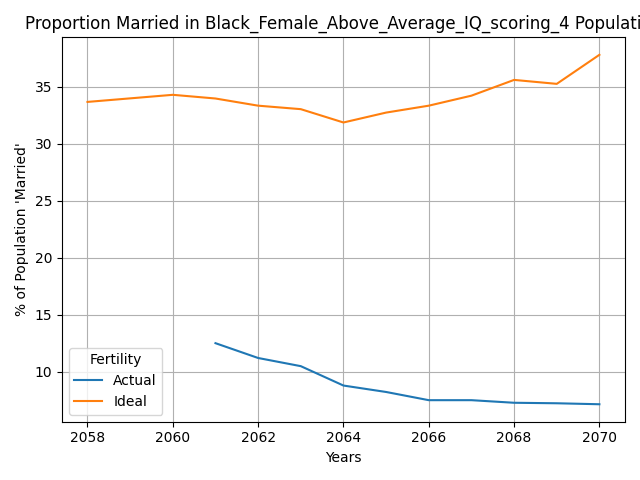 Proportion Married in Black_Female_Above_Average_IQ_scoring_4 Populati
% of Population 'Married'
35
30
25
20
15
10
Fertility
Actual
Ideal
2058 2060 2062 2064 2066 2068 2070
Years